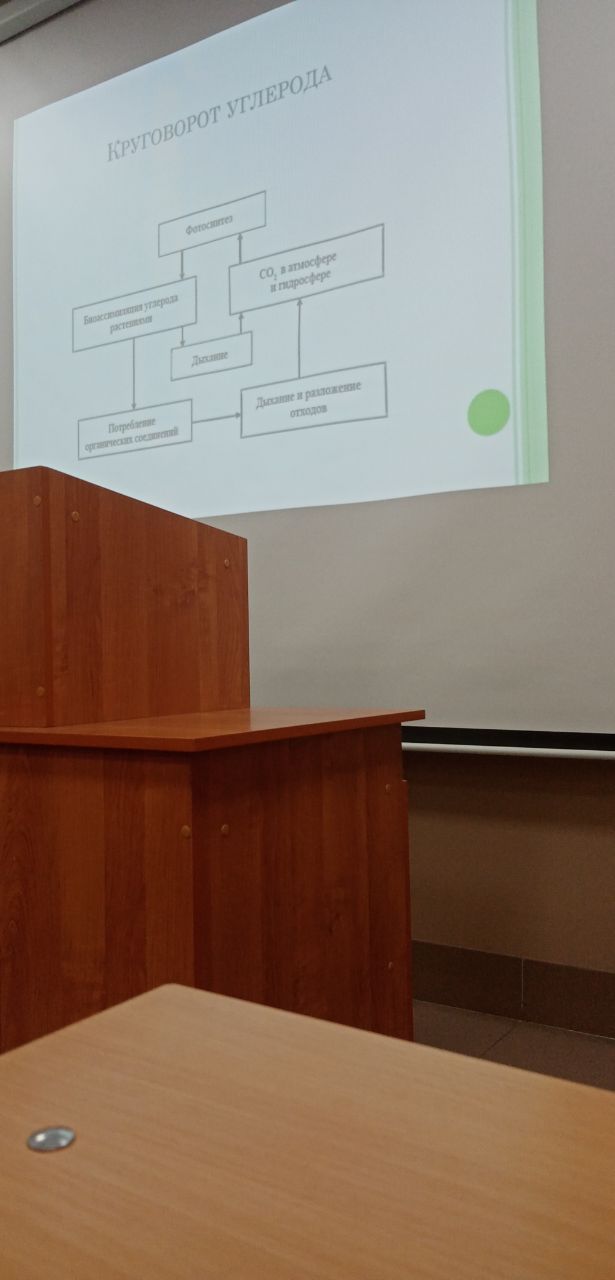 Круговорот углерода
Фотосинтез
CO₂ в атмосфере
и гидросфере
Биоассимиляция углерода
растениями
Дыхание
Дыхание и разложение
отходов
Потребление
органических соединений